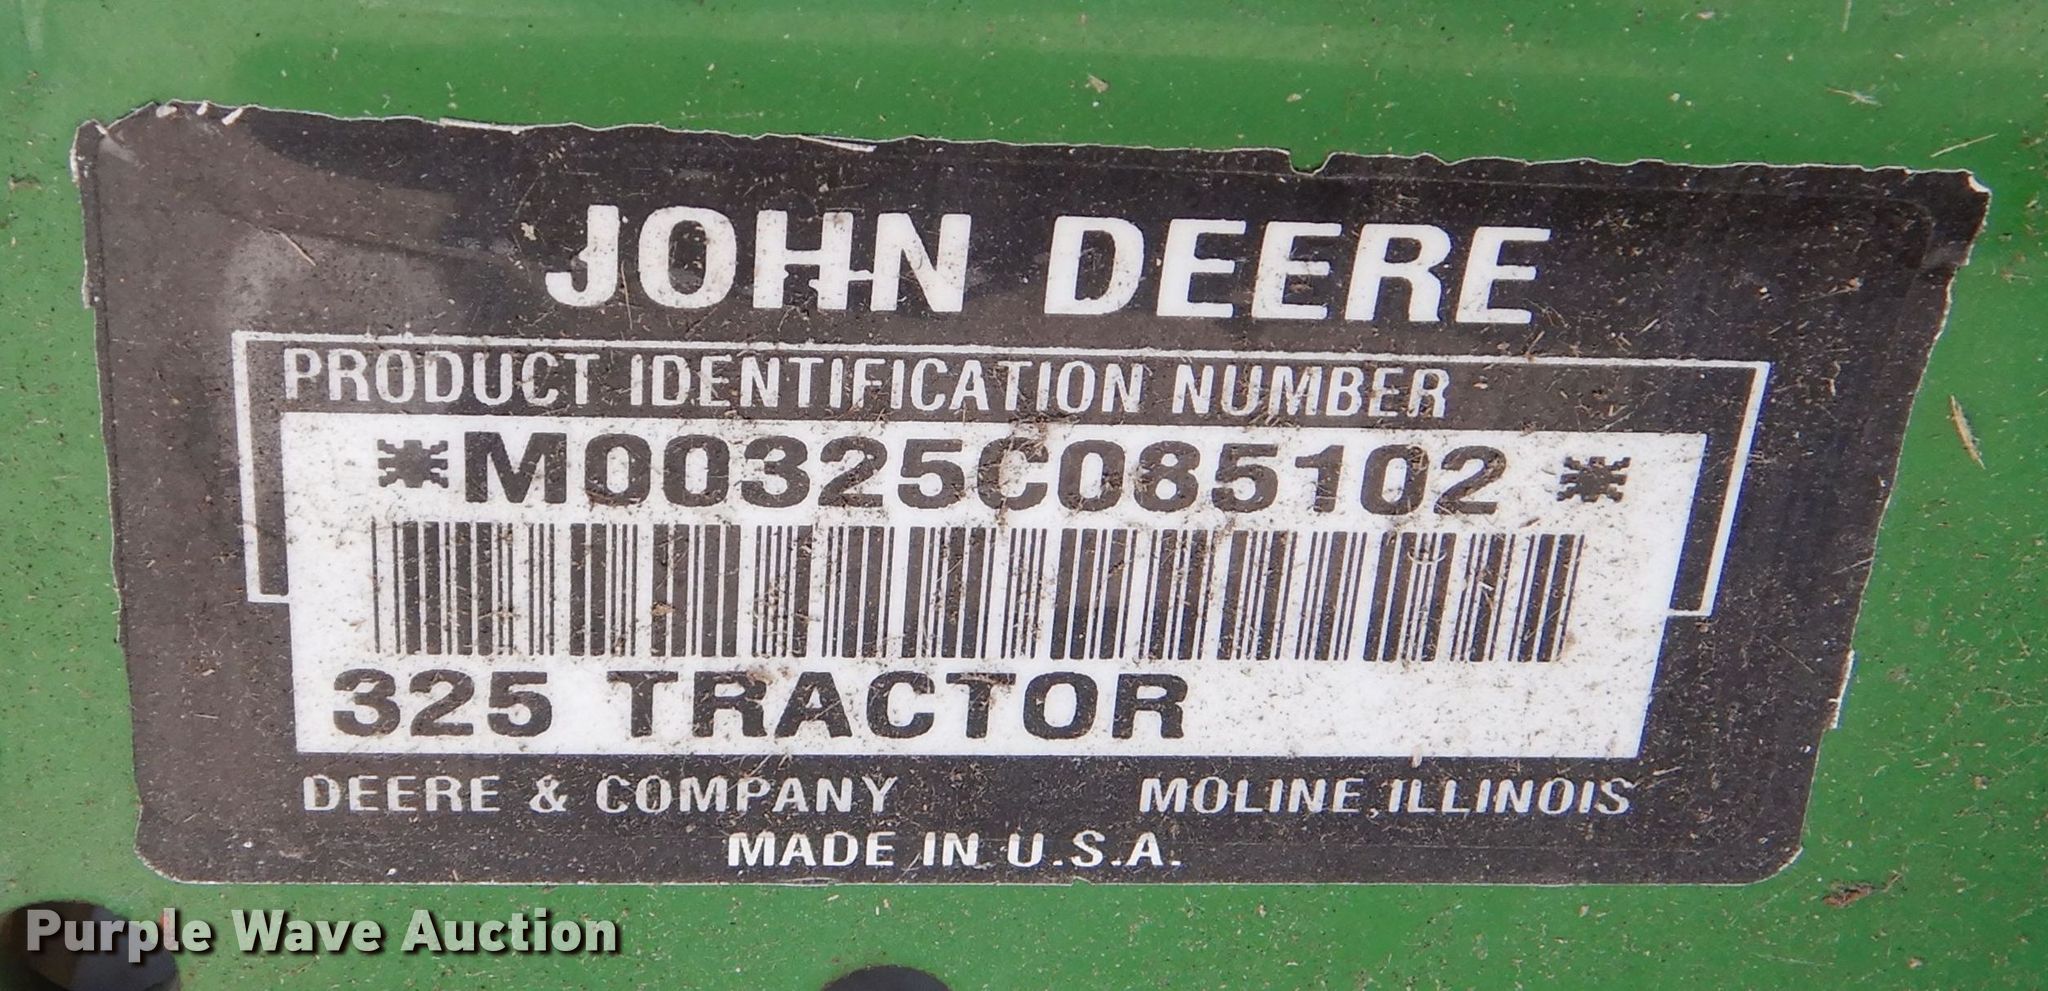 JOHN DEERE
PRODUCT IDENTIFICATION NUMBER
*M00325C085102*
325 TRACTOR
DEERE & COMPANY MOLINE, ILLINOIS
MADE IN U.S.A.
Purple Wave Auction